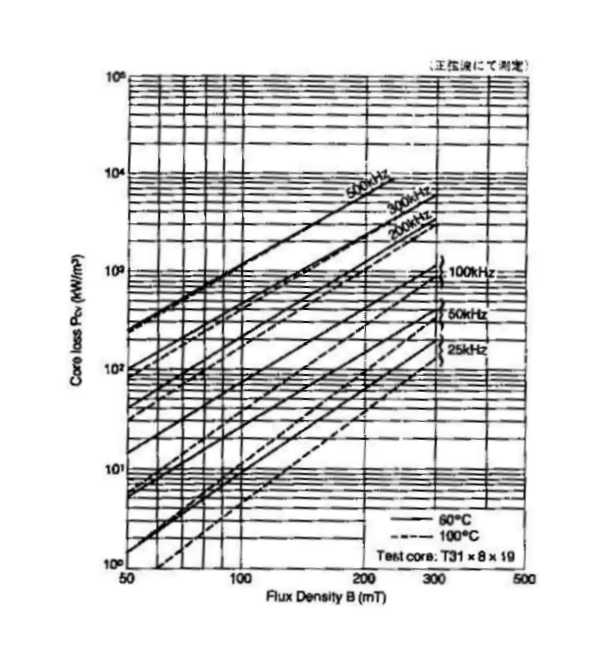 （正弦波にて測定）
10⁵
10⁴
10³
10²
10¹
10⁰
Core loss Pcv (kW/m³)
500kHz
300kHz
200kHz
100kHz
50kHz
25kHz
60°C
100°C
Test core: T31 × 8 × 19
50 100 200 300 500
Flux Density B (mT)